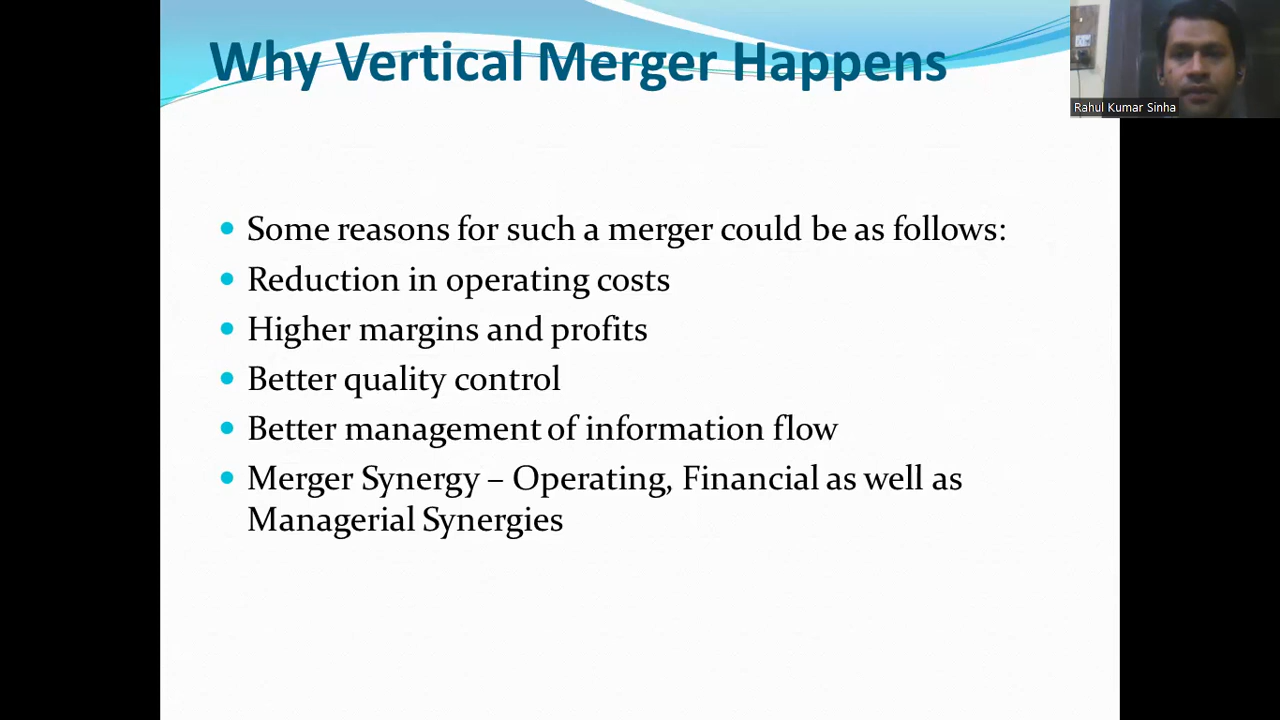 Why Vertical Merger Happens
Rahul Kumar Sinha
Some reasons for such a merger could be as follows:
Reduction in operating costs
Higher margins and profits
Better quality control
Better management of information flow
Merger Synergy – Operating, Financial as well as
Managerial Synergies